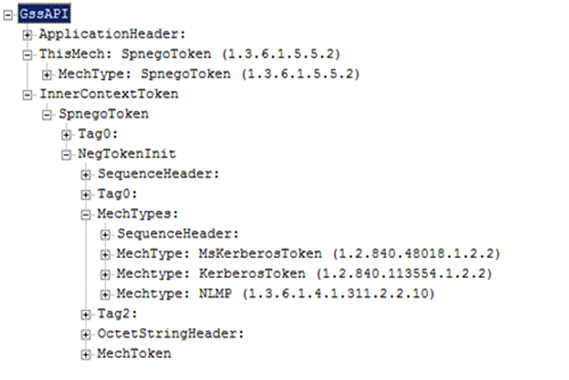 GssAPI
ApplicationHeader:
ThisMech: SpnegoToken (1.3.6.1.5.5.2)
MechType: SpnegoToken (1.3.6.1.5.5.2)
InnerContextToken
SpnegoToken
Tag0:
NegTokenInit
SequenceHeader:
Tag0:
MechTypes:
SequenceHeader:
MechType: MsKerberosToken (1.2.840.48018.1.2.2)
Mechtype: KerberosToken (1.2.840.113554.1.2.2)
Mechtype: NLMP (1.3.6.1.4.1.311.2.2.10)
Tag2:
OctetStringHeader:
MechToken